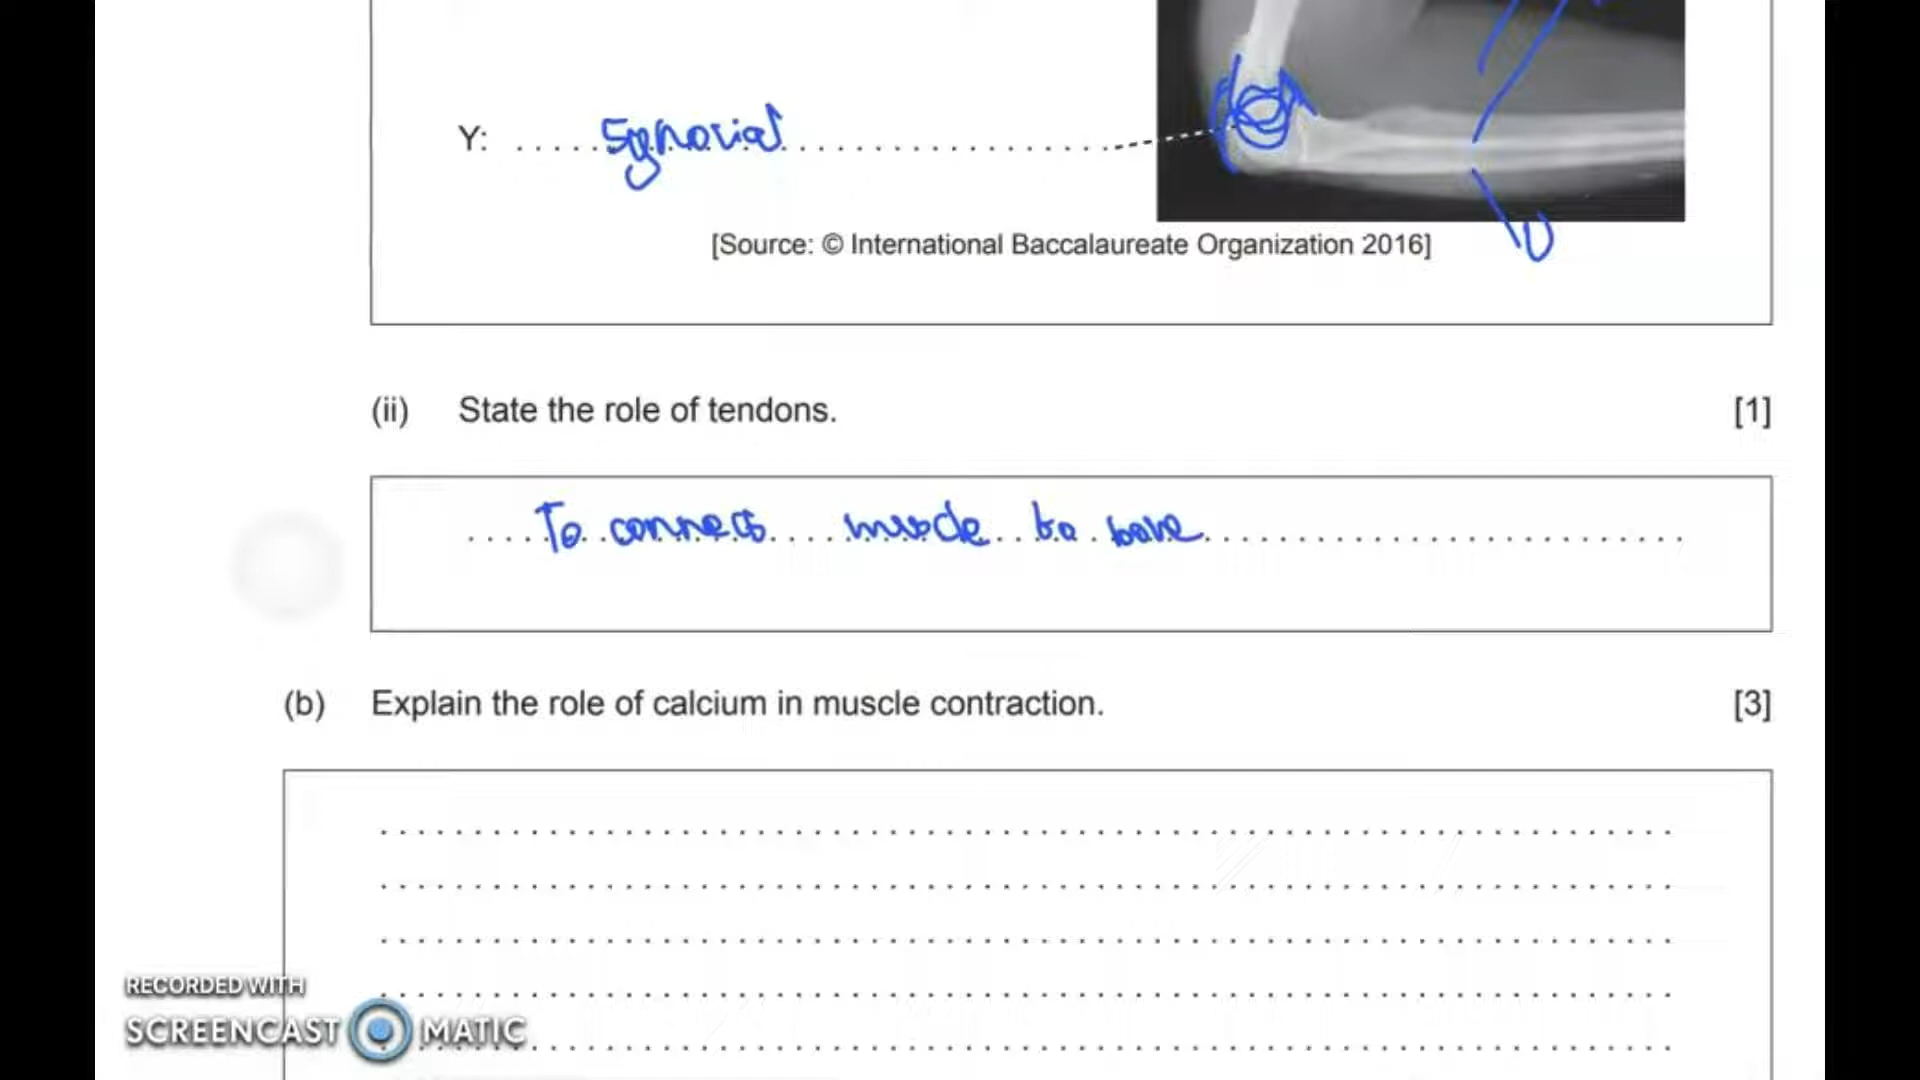 Y: Synovial
[Source: © International Baccalaureate Organization 2016]
(ii) State the role of tendons. [1]
To connect muscle to bone
(b) Explain the role of calcium in muscle contraction. [3]
RECORDED WITH
SCREENCAST MATIC